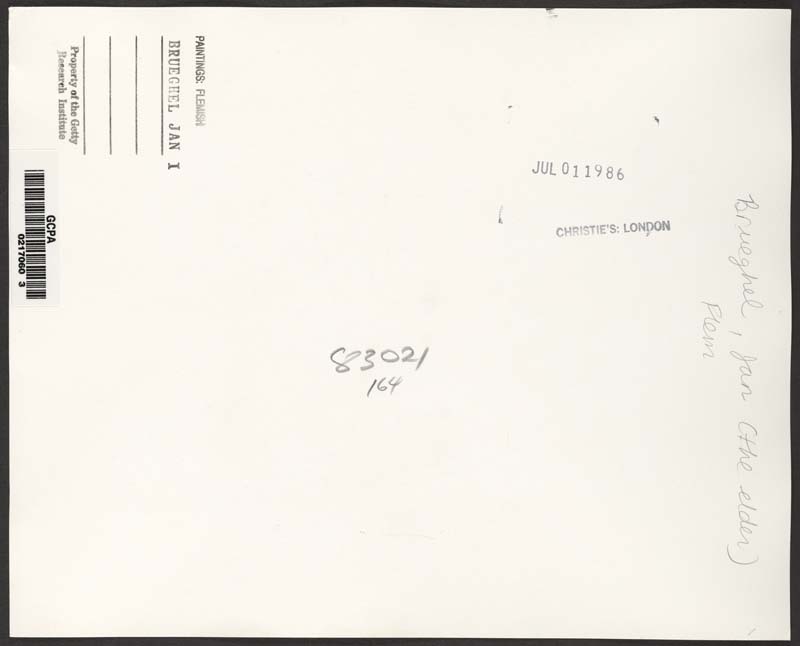 PAINTINGS: FLEMISH
BRUEGHEL JAN I
Property of the Getty
Research Institute
GCPA
0217060 3
JUL 01 1986
CHRISTIE'S: LONDON
Brueghel, Jan (the elder)
Flem
83021
164